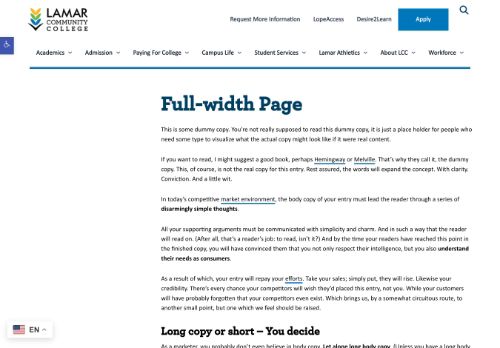 LAMAR
COMMUNITY
COLLEGE
Request More Information LopeAccess Desire2Learn Apply
Academics Admission Paying For College Campus Life Student Services Lamar Athletics About LCC Workforce
Full-width Page
This is some dummy copy. You're not really supposed to read this dummy copy, it is just a place holder for people who
need some type to visualize what the actual copy might look like if it were real content.
If you want to read, I might suggest a good book, perhaps Hemingway or Melville. That's why they call it, the dummy
copy. This, of course, is not the real copy for this entry. Rest assured, the words will expand the concept. With clarity.
Conviction. And a little wit.
In today's competitive market environment, the body copy of your entry must lead the reader through a series of
disarmingly simple thoughts.
All your supporting arguments must be communicated with simplicity and charm. And in such a way that the reader
will read on. (After all, that's a reader's job: to read, isn't it?) And by the time your readers have reached this point in
the finished copy, you will have convinced them that you not only respect their intelligence, but you also understand
their needs as consumers.
As a result of which, your entry will repay your efforts. Take your sales; simply put, they will rise. Likewise your
credibility. There's every chance your competitors will wish they'd placed this entry, not you. While your customers
will have probably forgotten that your competitors even exist. Which brings us, by a somewhat circuitous route, to
another small point, but one which we feel should be raised.
Long copy or short – You decide
As a marketer, you probably don't even believe in body copy. Let alone long body copy. (Unless you have a long body
EN